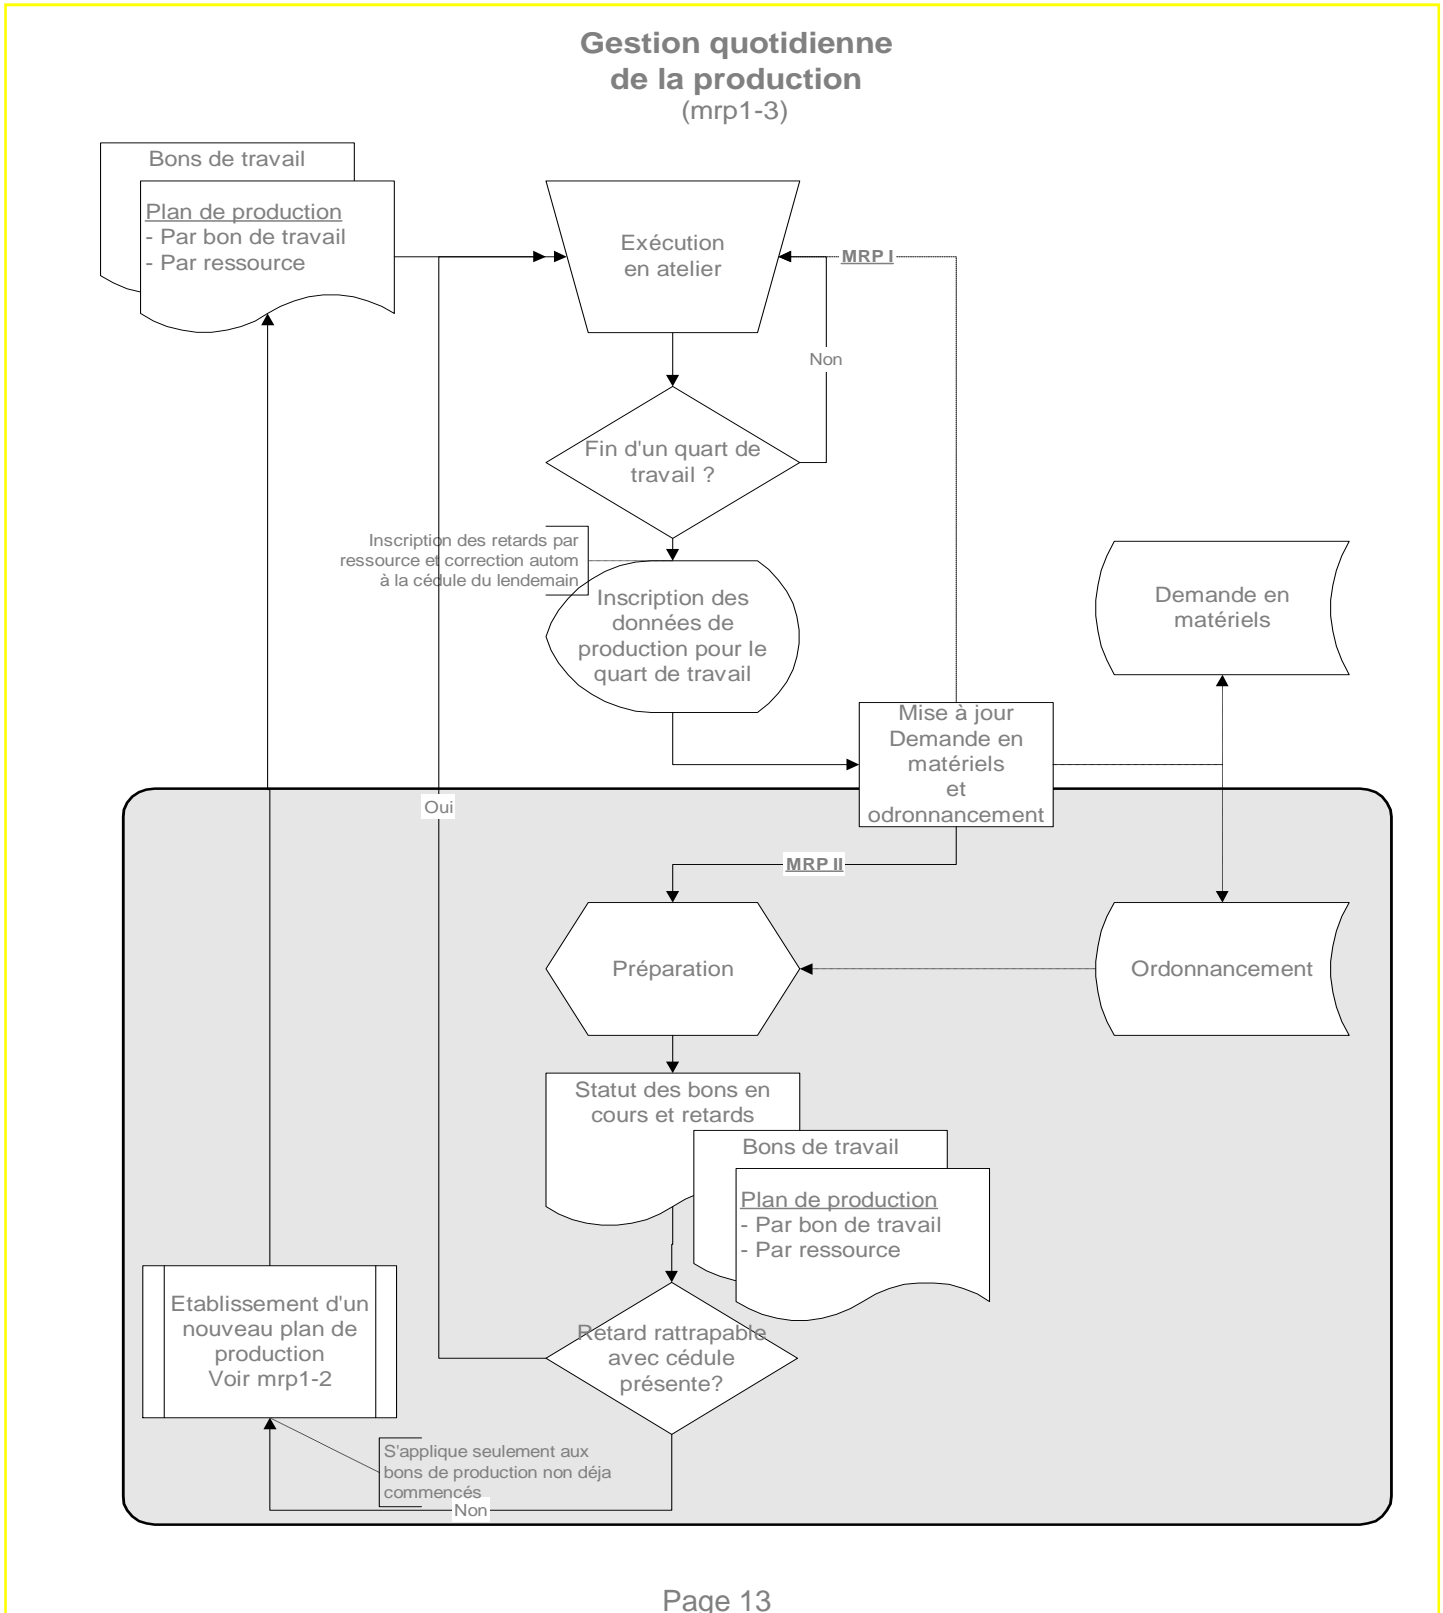 Gestion quotidienne
de la production
(mrp1-3)
Bons de travail
Plan de production
- Par bon de travail
- Par ressource
Exécution
en atelier
MRP I
Non
Fin d'un quart de
travail ?
Inscription des retards par
ressource et correction autom
à la cédule du lendemain
Inscription des
données de
production pour le
quart de travail
Demande en
matériels
Mise à jour
Demande en
matériels
et
odronnancement
Oui
MRP II
Préparation
Ordonnancement
Statut des bons en
cours et retards
Bons de travail
Plan de production
- Par bon de travail
- Par ressource
Etablissement d'un
nouveau plan de
production
Voir mrp1-2
Retard rattrapable
avec cédule
présente?
S'applique seulement aux
bons de production non déja
commencés
Non
Page 13